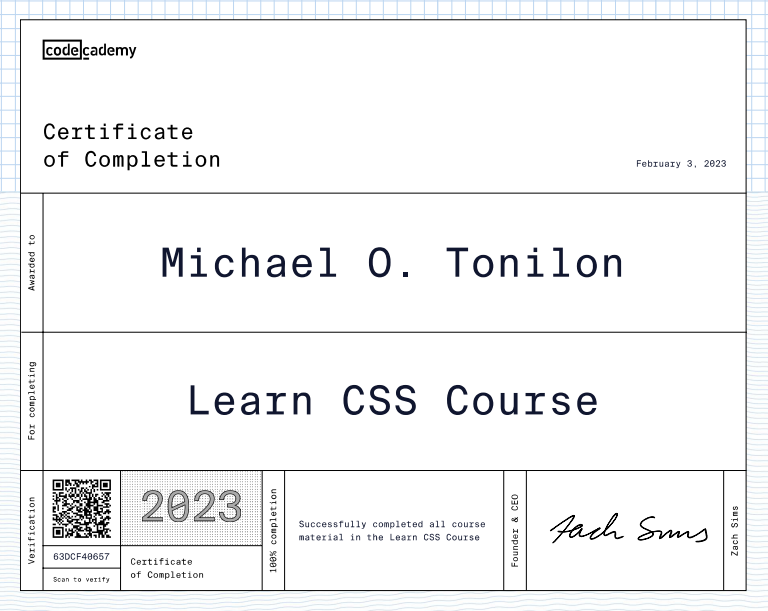 codecademy
Certificate
of Completion
February 3, 2023
Awarded to
Michael O. Tonilon
For completing
Learn CSS Course
Verification
63DCF40657
Scan to verify
2023
Certificate
of Completion
100% completion
Successfully completed all course
material in the Learn CSS Course
Founder & CEO
Zach Sims
Zach Sims